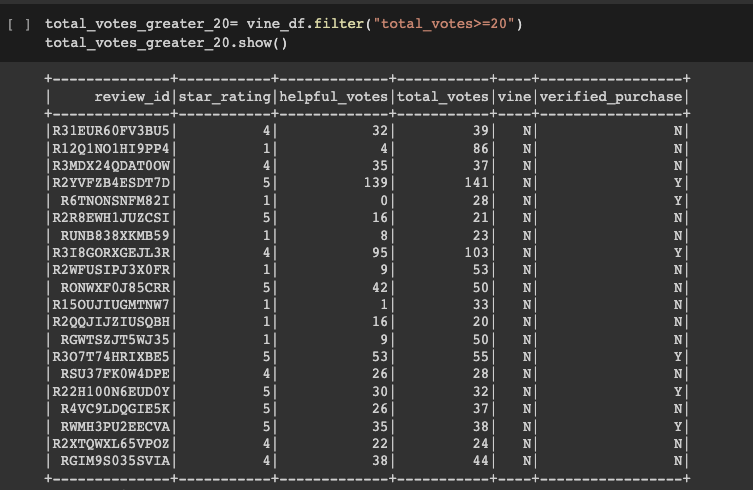 [ ] total_votes_greater_20= vine_df.filter("total_votes>=20")
total_votes_greater_20.show()
+--------------+-----------+-------------+-----------+----+-----------------+
|     review_id|star_rating|helpful_votes|total_votes|vine|verified_purchase|
+--------------+-----------+-------------+-----------+----+-----------------+
|R31EUR60FV3BU5|          4|           32|         39|   N|                N|
|R12Q1NO1HI9PP4|          1|            4|         86|   N|                N|
|R3MDX24QDAT0OW|          4|           35|         37|   N|                N|
|R2YVFZB4ESDT7D|          5|          139|        141|   N|                Y|
| R6TNONSNFM82I|          1|            0|         28|   N|                Y|
|R2R8EWH1JUZCSI|          5|           16|         21|   N|                N|
| RUNB838XKMB59|          1|            8|         23|   N|                N|
|R3I8GORXGEJL3R|          4|           95|        103|   N|                Y|
|R2WFUSIPJ3X0FR|          1|            9|         53|   N|                N|
| RONWXF0J85CRR|          5|           42|         50|   N|                N|
|R15OUJIUGMTNW7|          1|            1|         33|   N|                N|
|R2QQJIJZIUSQBH|          1|           16|         20|   N|                N|
| RGWTSZJT5WJ35|          1|            9|         50|   N|                N|
|R3O7T74HRIXBE5|          5|           53|         55|   N|                Y|
| RSU37FK0W4DPE|          4|           26|         28|   N|                N|
|R22H100N6EUD0Y|          5|           30|         32|   N|                Y|
| R4VC9LDQGIE5K|          5|           26|         37|   N|                N|
| RWMH3PU2EECVA|          5|           35|         38|   N|                Y|
|R2XTQWXL65VPOZ|          4|           22|         24|   N|                N|
| RGIM9S035SVIA|          4|           38|         44|   N|                N|
+--------------+-----------+-------------+-----------+----+-----------------+